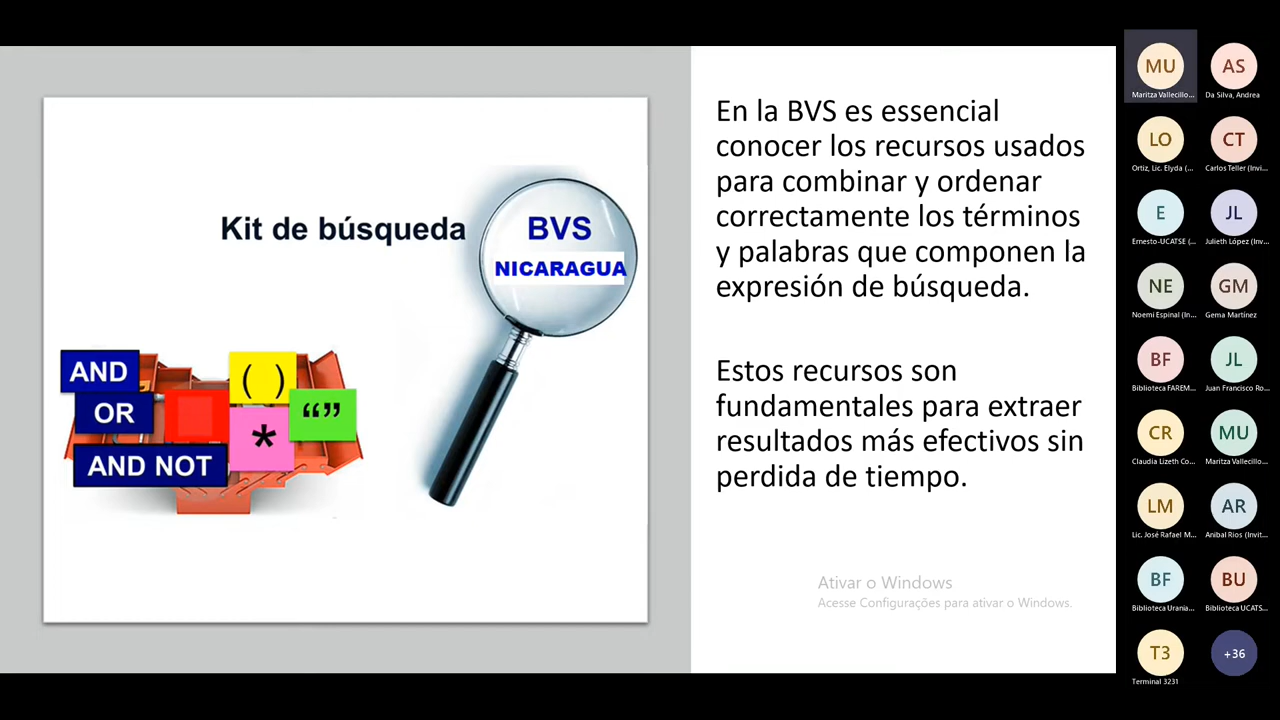 Kit de búsqueda
BVS
NICARAGUA
AND
OR
AND NOT
( )
*
“”
En la BVS es essencial
conocer los recursos usados
para combinar y ordenar
correctamente los términos
y palabras que componen la
expresión de búsqueda.
Estos recursos son
fundamentales para extraer
resultados más efectivos sin
perdida de tiempo.
Ativar o Windows
Acesse Configurações para ativar o Windows.
MU
Maritza Vallecillo...
AS
Da Silva, Andrea
LO
Ortiz, Lic. Elyda (...
CT
Carlos Teller (Invi...
E
Ernesto-UCATSE (...
JL
Julieth López (Inv...
NE
Noemí Espinal (In...
GM
Gema Martínez
BF
Biblioteca FAREM...
JL
Juan Francisco Ro...
CR
Claudia Lizeth Co...
MU
Maritza Vallecillo...
LM
Lic. José Rafael M...
AR
Anibal Rios (Invit...
BF
Biblioteca Urania...
BU
Biblioteca UCATS...
T3
Terminal 3231
+36